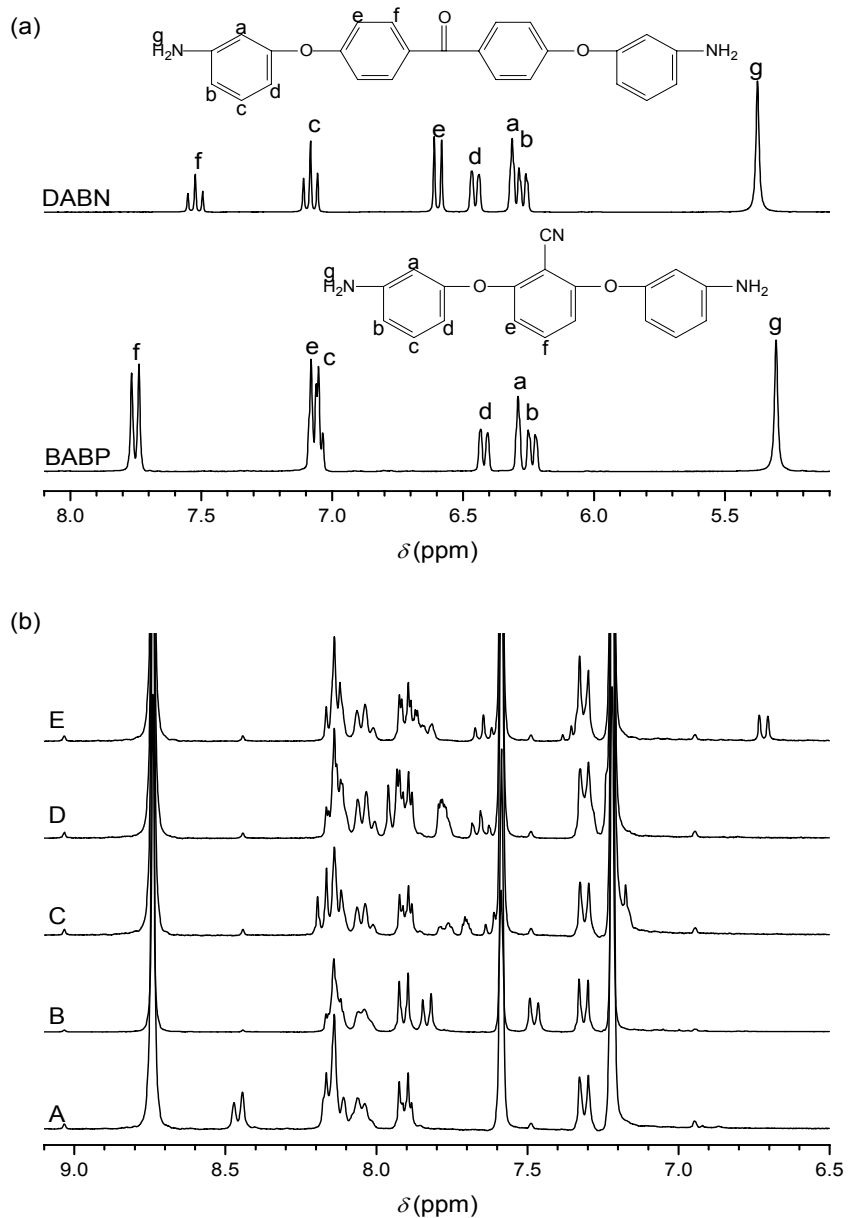 (a)
O
e f
g
H₂N a O O NH₂
b d
c
g
f c e d a b
DABN
CN
g
H₂N a O O NH₂
b d e
c f
g
f e c d a b
BABP
8.0 7.5 7.0 6.5 6.0 5.5
δ (ppm)
(b)
E
D
C
B
A
9.0 8.5 8.0 7.5 7.0 6.5
δ (ppm)